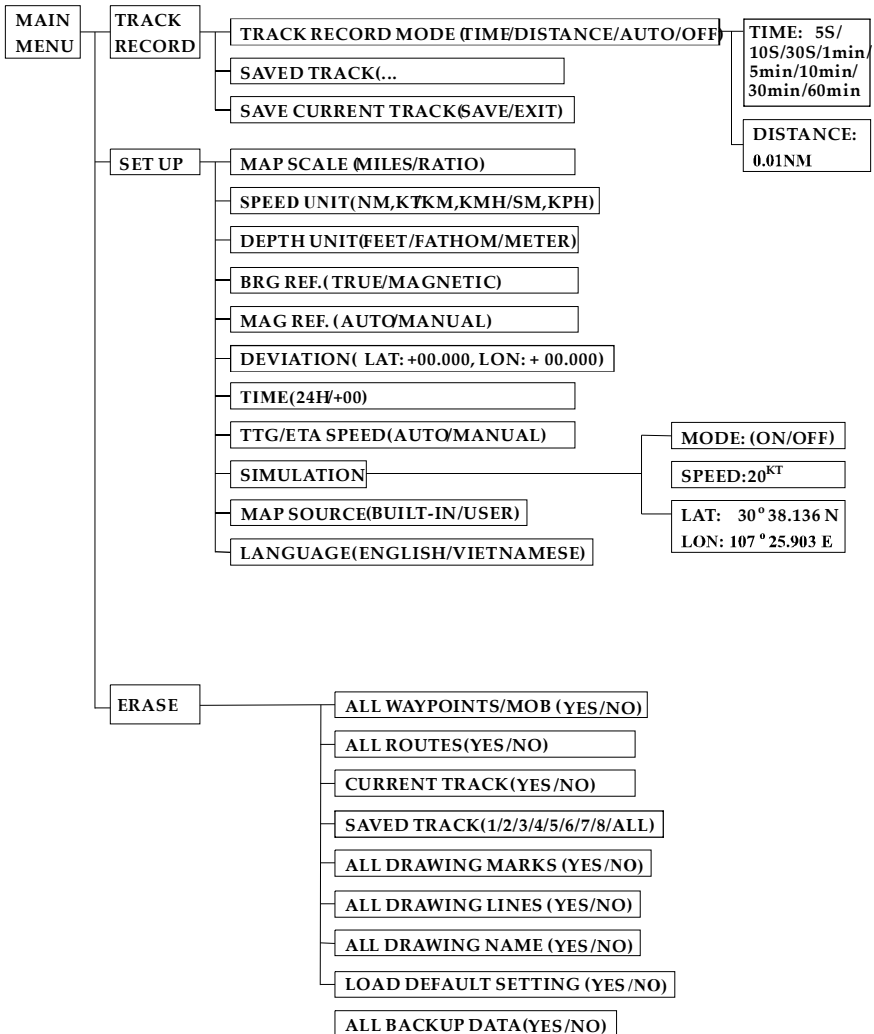 MAIN
MENU
TRACK
RECORD
TRACK RECORD MODE (TIME/DISTANCE/AUTO/OFF)
TIME: 5S/
10S/30S/1min/
5min/10min/
30min/60min
SAVED TRACK(...
SAVE CURRENT TRACK(SAVE/EXIT)
DISTANCE:
0.01NM
SET UP
MAP SCALE (MILES/RATIO)
SPEED UNIT(NM,KT/KM,KMH/SM,KPH)
DEPTH UNIT(FEET/FATHOM/METER)
BRG REF.(TRUE/MAGNETIC)
MAG REF. (AUTO/MANUAL)
DEVIATION( LAT: +00.000, LON: + 00.000)
TIME(24H/+00)
TTG/ETA SPEED(AUTO/MANUAL)
SIMULATION
MODE: (ON/OFF)
SPEED:20KT
LAT: 30° 38.136 N
LON: 107° 25.903 E
MAP SOURCE(BUILT-IN/USER)
LANGUAGE(ENGLISH/VIETNAMESE)
ERASE
ALL WAYPOINTS/MOB (YES/NO)
ALL ROUTES(YES/NO)
CURRENT TRACK(YES/NO)
SAVED TRACK(1/2/3/4/5/6/7/8/ALL)
ALL DRAWING MARKS (YES/NO)
ALL DRAWING LINES (YES/NO)
ALL DRAWING NAME (YES/NO)
LOAD DEFAULT SETTING (YES/NO)
ALL BACKUP DATA(YES/NO)